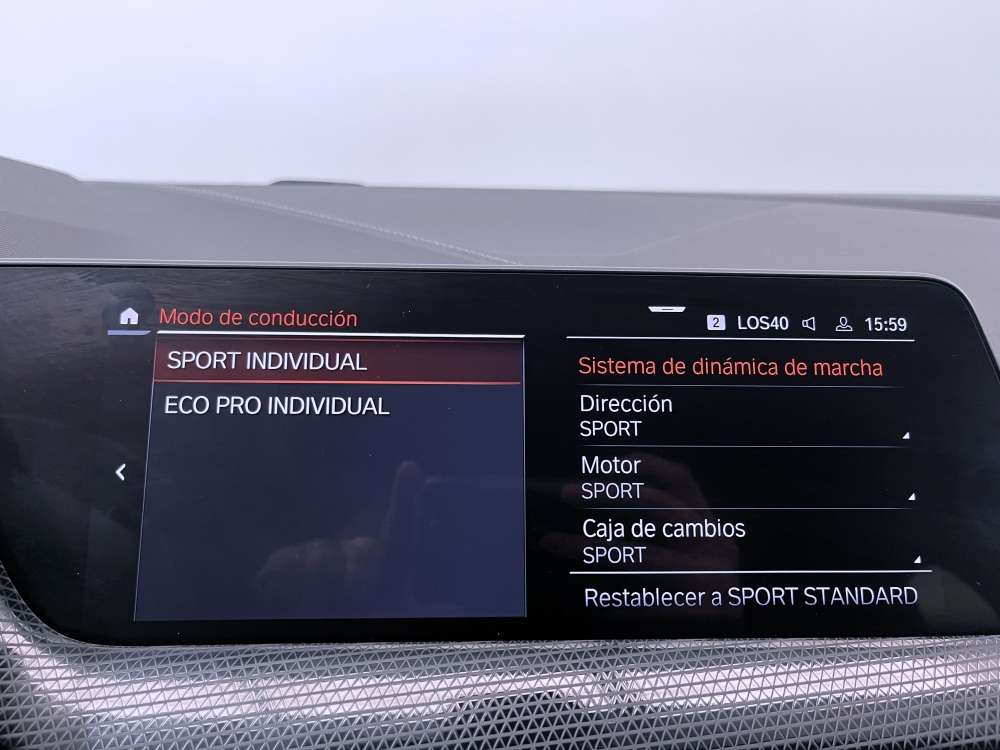 Modo de conducción
SPORT INDIVIDUAL
ECO PRO INDIVIDUAL
2 LOS40 15:59
Sistema de dinámica de marcha
Dirección
SPORT
Motor
SPORT
Caja de cambios
SPORT
Restablecer a SPORT STANDARD